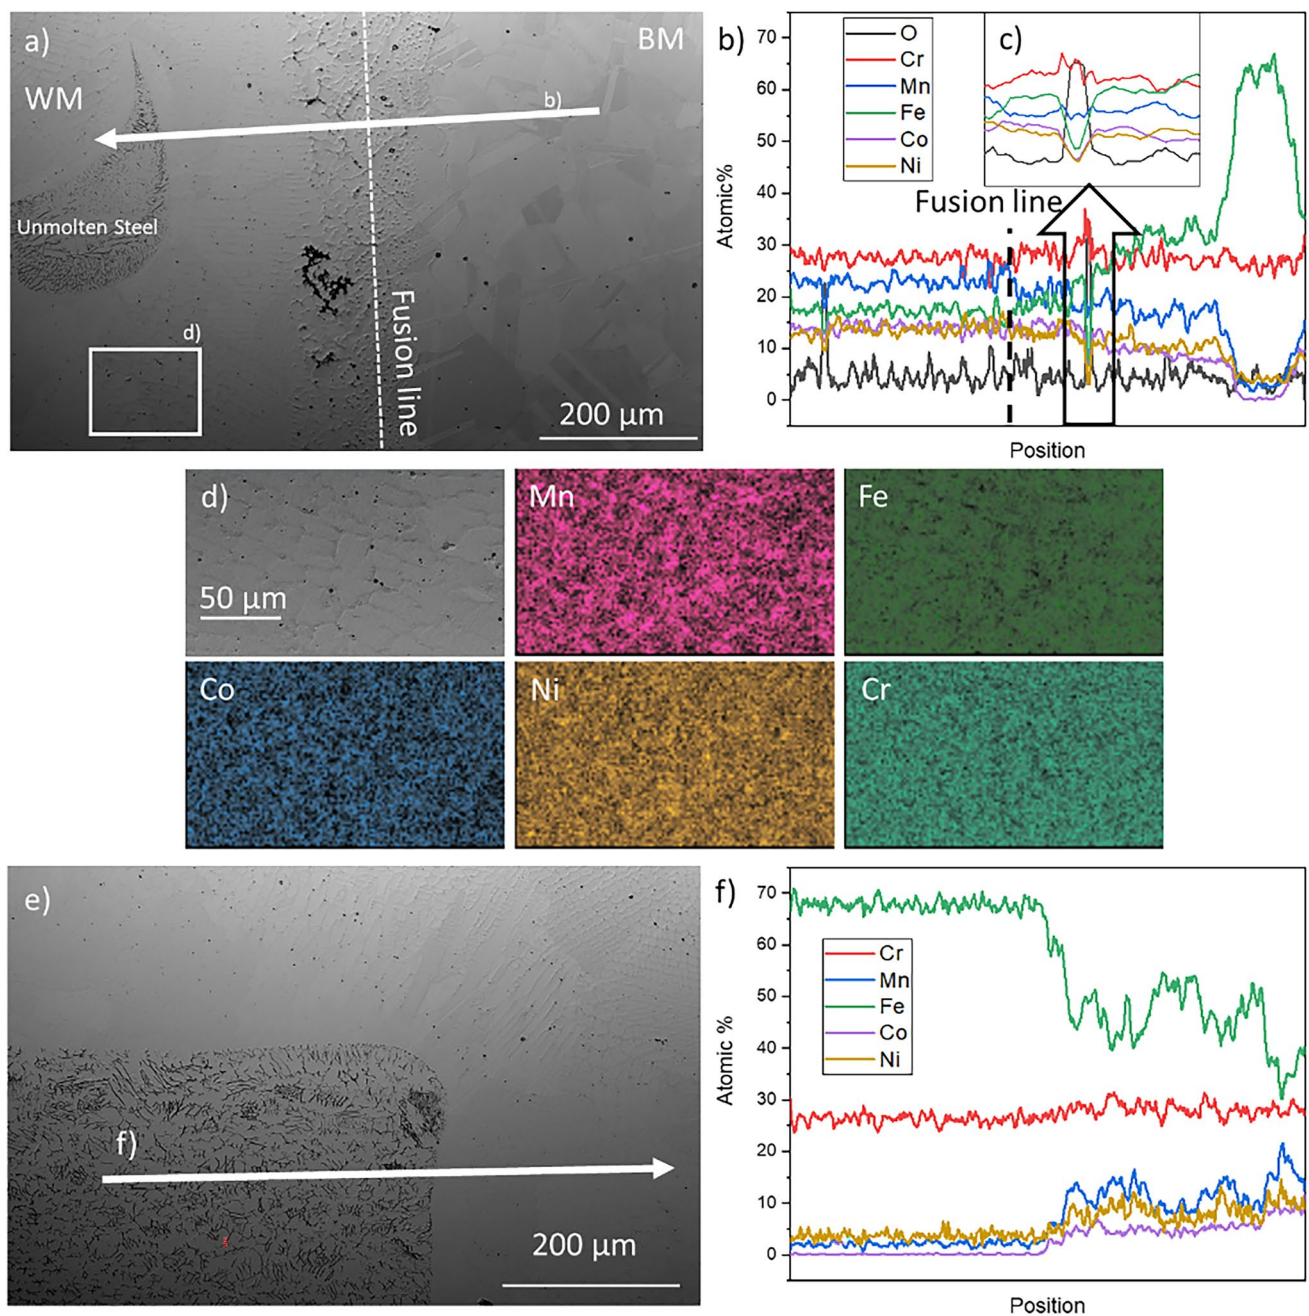 a)
BM
WM
b)
Unmolten Steel
d)
Fusion line
200 µm
b)
70
60
50
40
30
20
10
0
Atomic%
O
Cr
Mn
Fe
Co
Ni
c)
Fusion line
Position
d)
50 µm
Mn
Fe
Co
Ni
Cr
e)
f)
200 µm
f)
70
60
50
40
30
20
10
0
Atomic %
Cr
Mn
Fe
Co
Ni
Position